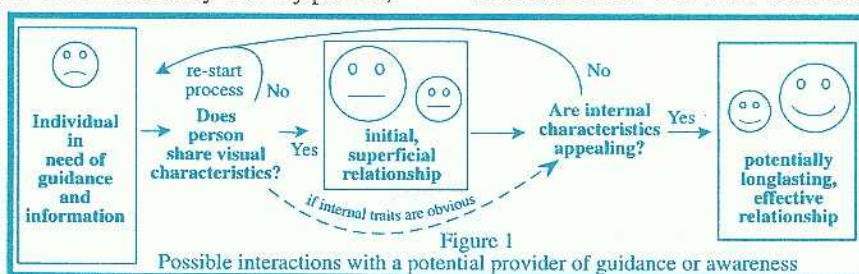 re-start
process
No
No
Individual
in
need of
guidance
and
information
Does
person
share visual
characteristics?
Yes
initial,
superficial
relationship
Are internal
characteristics
appealing?
Yes
potentially
longlasting,
effective
relationship
if internal traits are obvious
Figure 1
Possible interactions with a potential provider of guidance or awareness